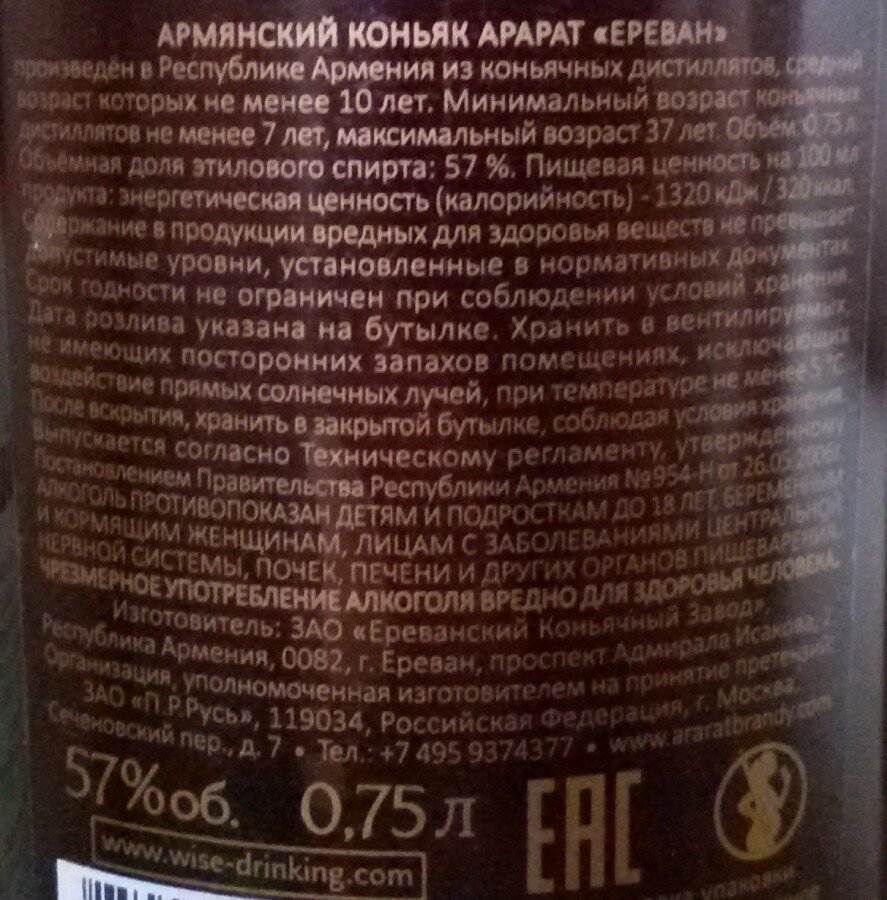 АРМЯНСКИЙ КОНЬЯК АРАРАТ «ЕРЕВАН»
произведён в Республике Армения из коньячных дистиллятов, средний
возраст которых не менее 10 лет. Минимальный возраст коньячных
дистиллятов не менее 7 лет, максимальный возраст 37 лет. Объём 0,75 л.
Объёмная доля этилового спирта: 57 %. Пищевая ценность на 100 мл
продукта: энергетическая ценность (калорийность) - 1320 кДж / 320 ккал.
Содержание в продукции вредных для здоровья веществ не превышает
допустимые уровни, установленные в нормативных документах.
Срок годности не ограничен при соблюдении условий хранения.
Дата розлива указана на бутылке. Хранить в вентилируемых,
не имеющих посторонних запахов помещениях, исключающих
воздействие прямых солнечных лучей, при температуре не менее 5 °С.
После вскрытия, хранить в закрытой бутылке, соблюдая условия хранения.
Выпускается согласно Техническому регламенту, утвержденному
Постановлением Правительства Республики Армения №954-Н от 26.05.2006г.
АЛКОГОЛЬ ПРОТИВОПОКАЗАН ДЕТЯМ И ПОДРОСТКАМ ДО 18 ЛЕТ, БЕРЕМЕННЫМ
И КОРМЯЩИМ ЖЕНЩИНАМ, ЛИЦАМ С ЗАБОЛЕВАНИЯМИ ЦЕНТРАЛЬНОЙ
НЕРВНОЙ СИСТЕМЫ, ПОЧЕК, ПЕЧЕНИ И ДРУГИХ ОРГАНОВ ПИЩЕВАРЕНИЯ.
ЧРЕЗМЕРНОЕ УПОТРЕБЛЕНИЕ АЛКОГОЛЯ ВРЕДНО ДЛЯ ЗДОРОВЬЯ ЧЕЛОВЕКА.
Изготовитель: ЗАО «Ереванский Коньячный Завод»,
Республика Армения, 0082, г. Ереван, проспект Адмирала Исакова, 2
Организация, уполномоченная изготовителем на принятие претензий:
ЗАО «П.Р.Русь», 119034, Российская Федерация, г. Москва.
Сеченовский пер., д. 7 • Тел.: +7 495 9374377 • www.araratbrandy.com
57%об. 0,75 л EAC
www.wise-drinking.com
упаковки.